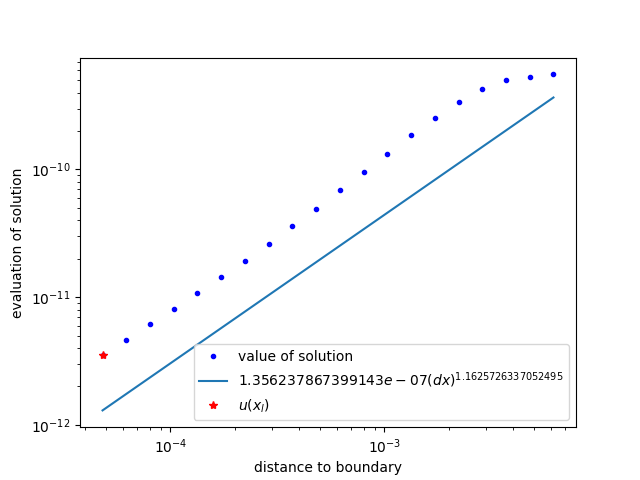 10⁻¹⁰
10⁻¹¹
10⁻¹²
evaluation of solution
value of solution
1.356237867399143e − 07(dx)^1.1625726337052495
u(x_l)
10⁻⁴
10⁻³
distance to boundary